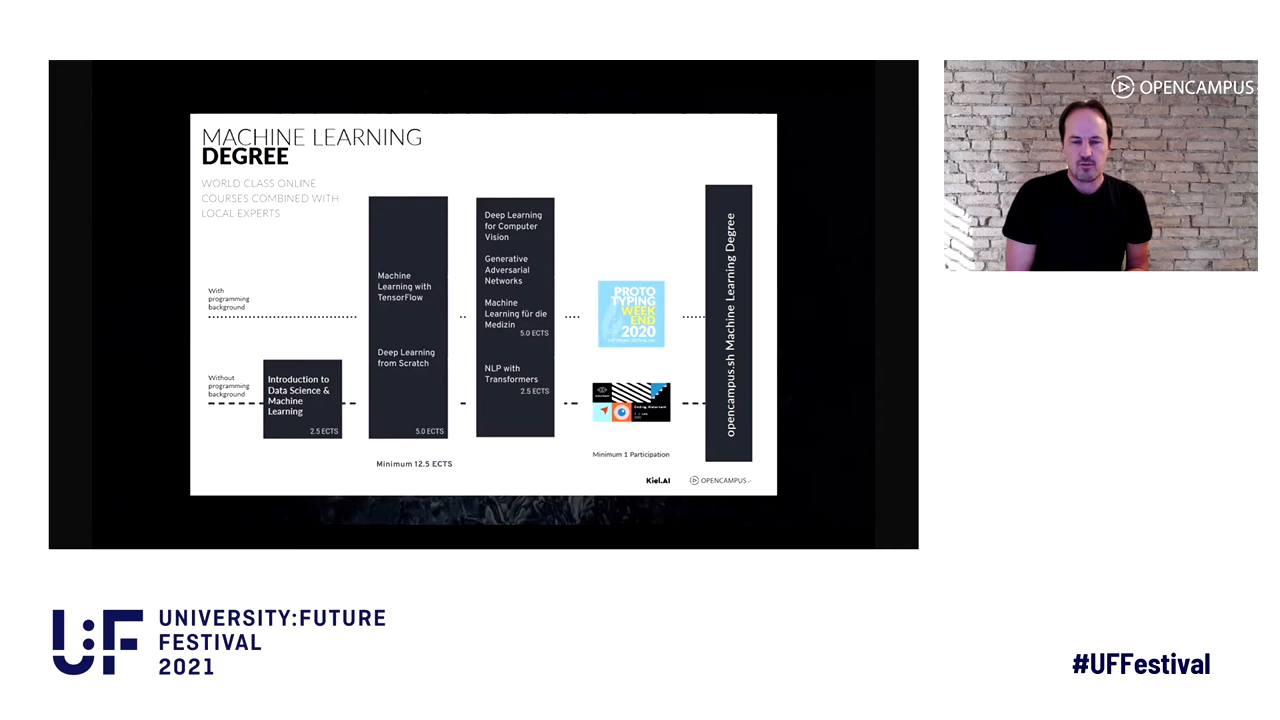 MACHINE LEARNING
DEGREE
WORLD CLASS ONLINE
COURSES COMBINED WITH
LOCAL EXPERTS
With
programming
background
Without
programming
background
Introduction to
Data Science &
Machine
Learning
2.5 ECTS
Machine
Learning with
TensorFlow
Deep Learning
from Scratch
5.0 ECTS
Minimum 12.5 ECTS
Deep Learning
for Computer
Vision
Generative
Adversarial
Networks
Machine
Learning für die
Medizin
5.0 ECTS
NLP with
Transformers
2.5 ECTS
PROTO
TYPING
WEEK
END
2020
Coding.Waterkant
Minimum 1 Participation
opencampus.sh Machine Learning Degree
Kiel.AI
OPENCAMPUS
OPENCAMPUS
U:F
UNIVERSITY:FUTURE
FESTIVAL
2021
#UFFestival